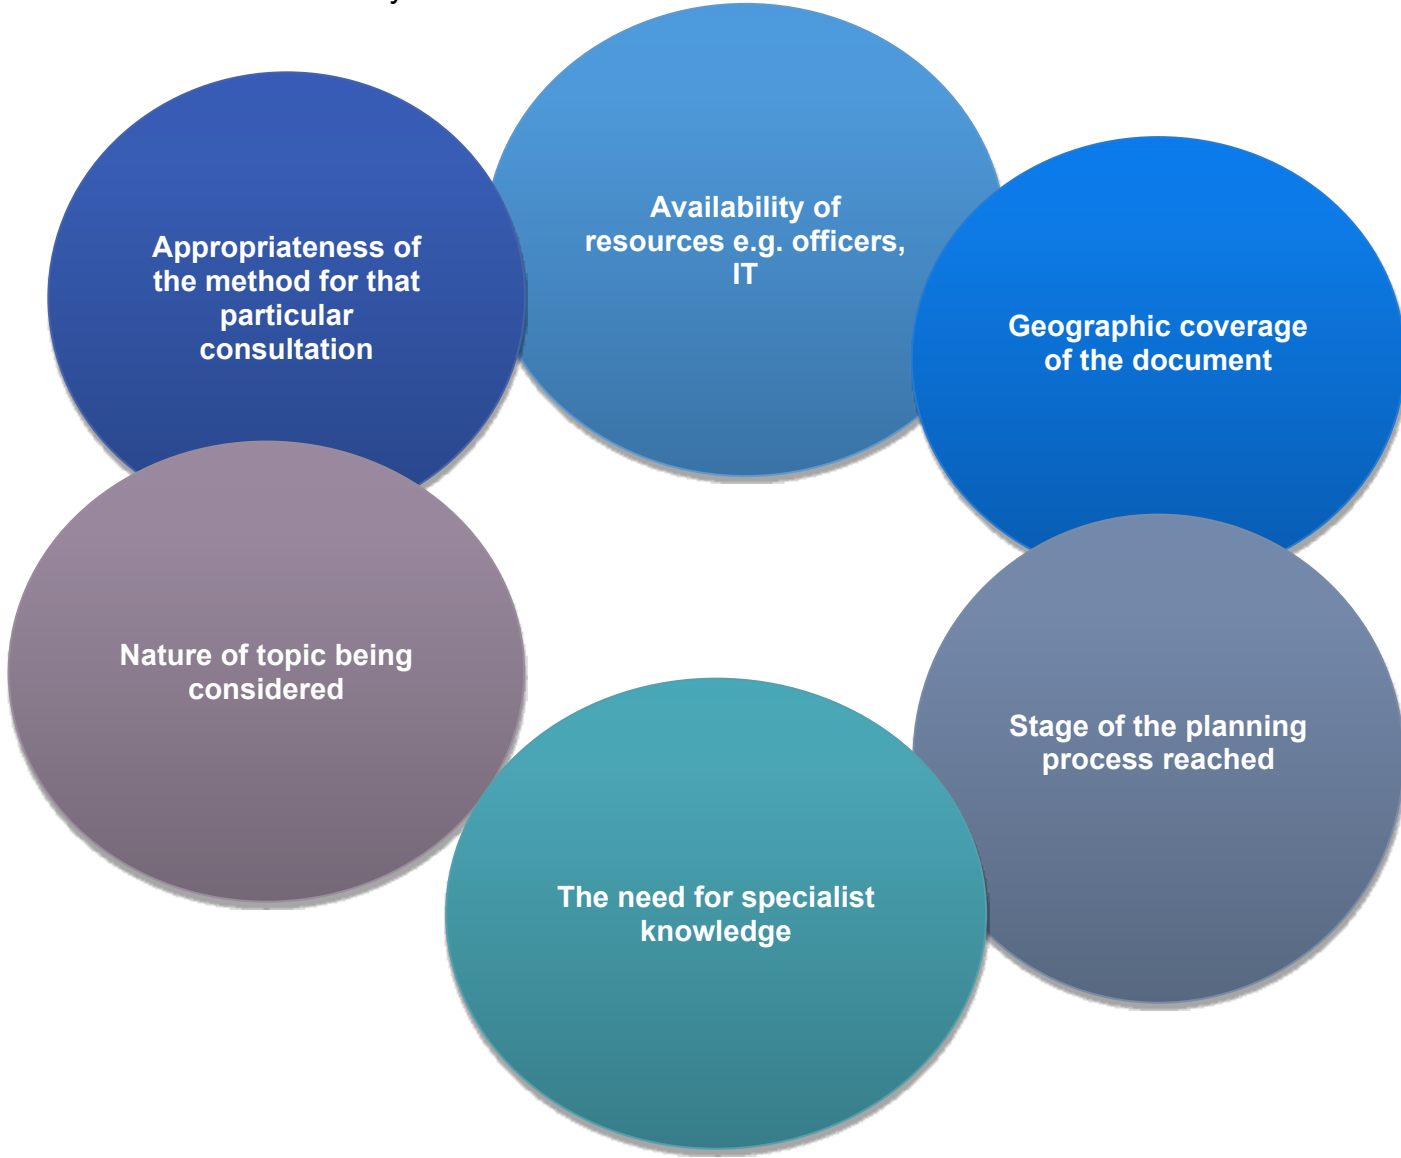 Availability of
resources e.g. officers,
IT
Appropriateness of
the method for that
particular
consultation
Geographic coverage
of the document
Nature of topic being
considered
Stage of the planning
process reached
The need for specialist
knowledge